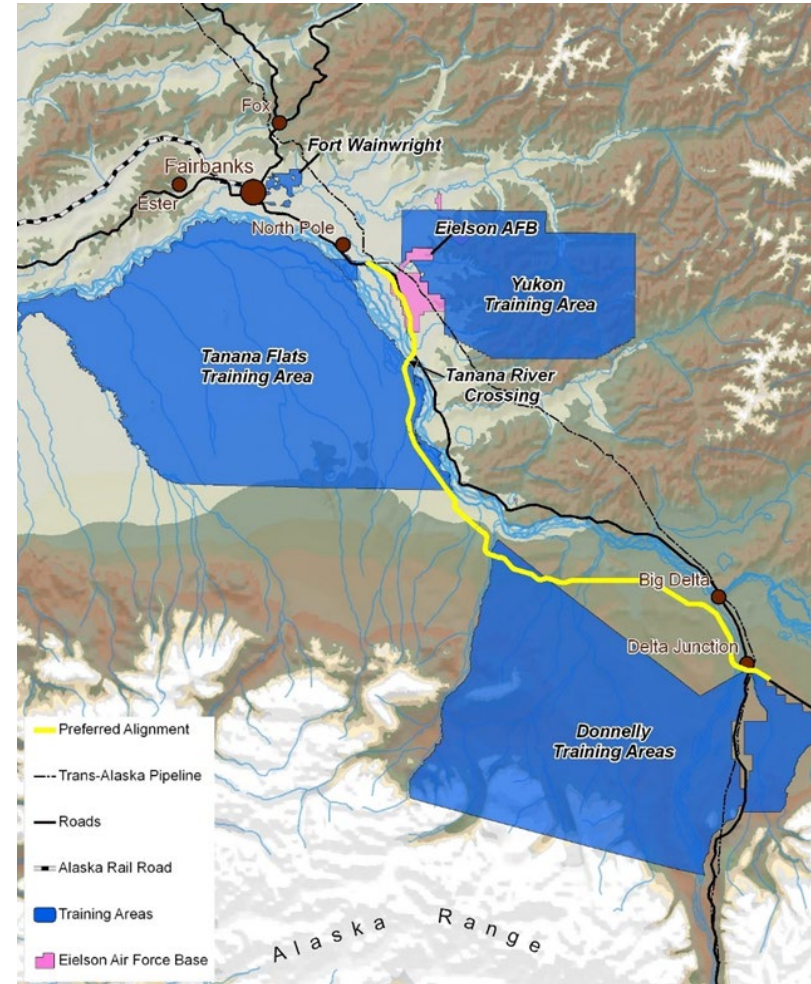 Fox
Fort Wainwright
Fairbanks
Ester
North Pole
Eielson AFB
Yukon
Training Area
Tanana Flats
Training Area
Tanana River
Crossing
Big Delta
Delta Junction
Donnelly
Training Areas
Preferred Alignment
Trans-Alaska Pipeline
Roads
Alaska Rail Road
Training Areas
Eielson Air Force Base
Alaska Range